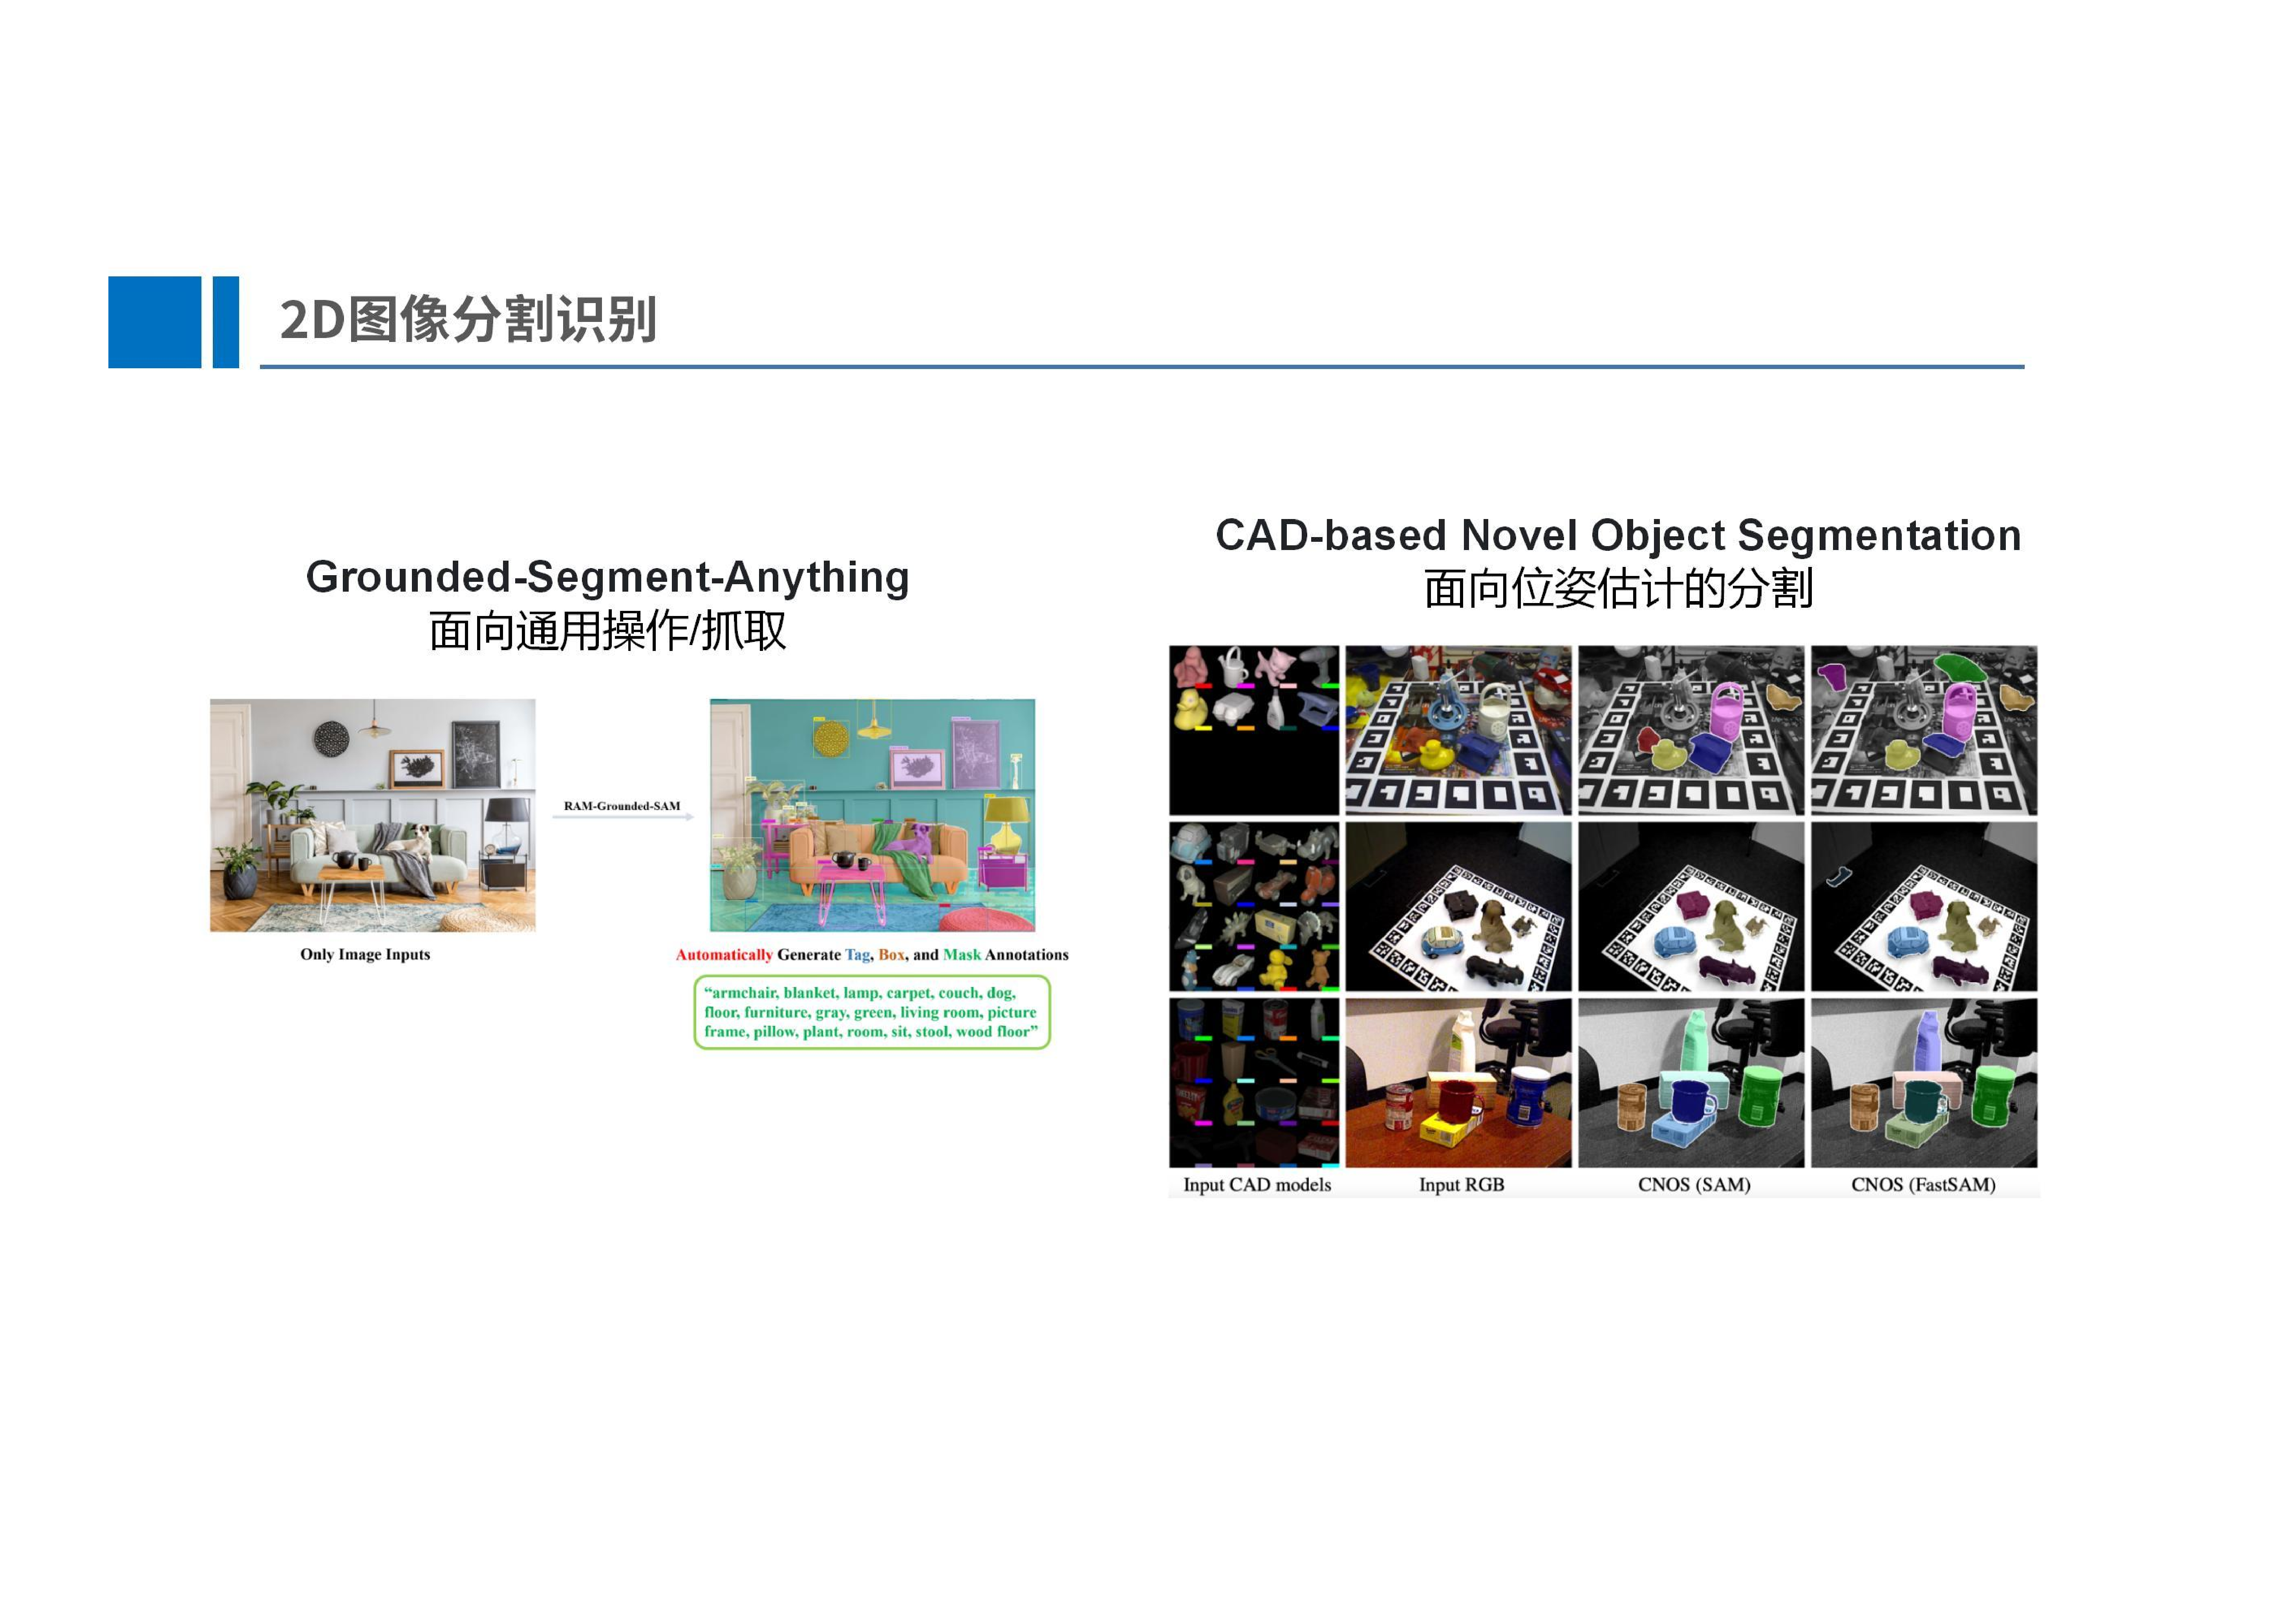 2D图像分割识别
Grounded-Segment-Anything
面向通用操作/抓取
RAM-Grounded-SAM
Only Image Inputs
Automatically Generate Tag, Box, and Mask Annotations
“armchair, blanket, lamp, carpet, couch, dog,
floor, furniture, gray, green, living room, picture
frame, pillow, plant, room, sit, stool, wood floor”
CAD-based Novel Object Segmentation
面向位姿估计的分割
Input CAD models
Input RGB
CNOS (SAM)
CNOS (FastSAM)